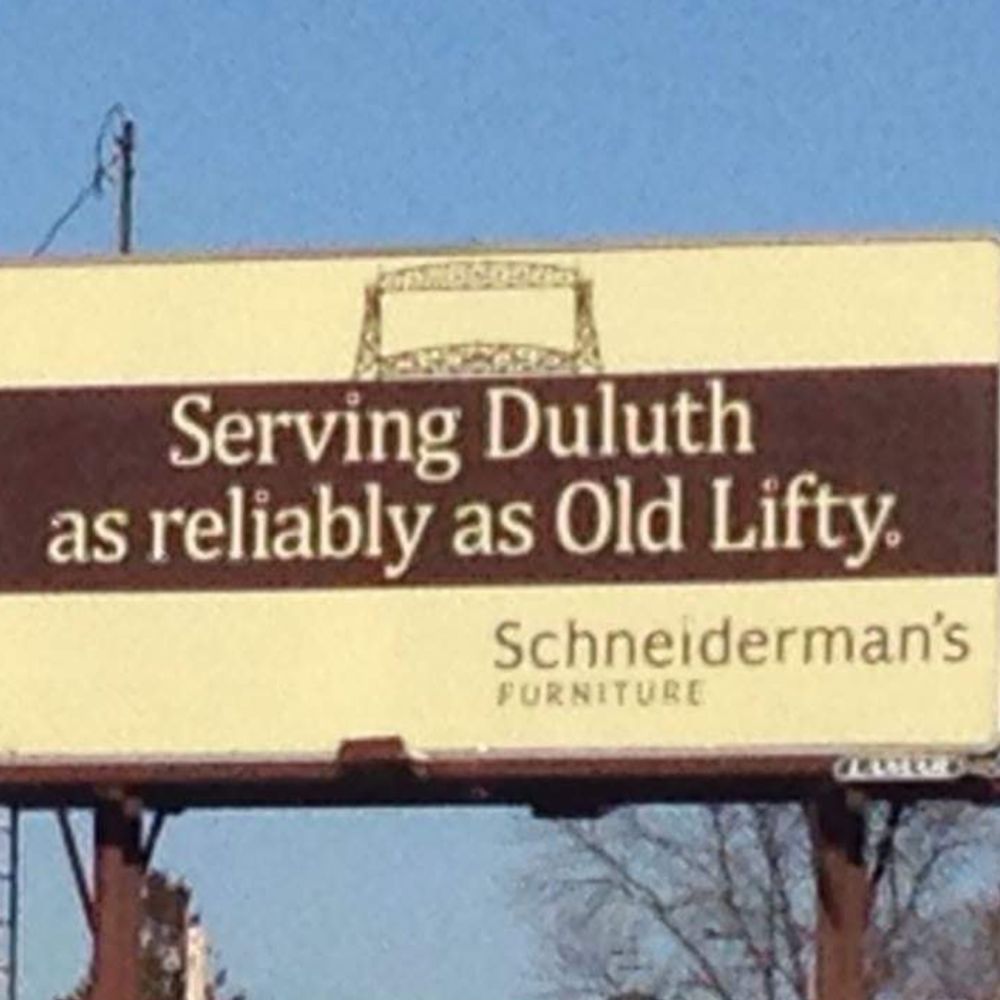 Serving Duluth
as reliably as Old Lifty.
Schneiderman's
FURNITURE